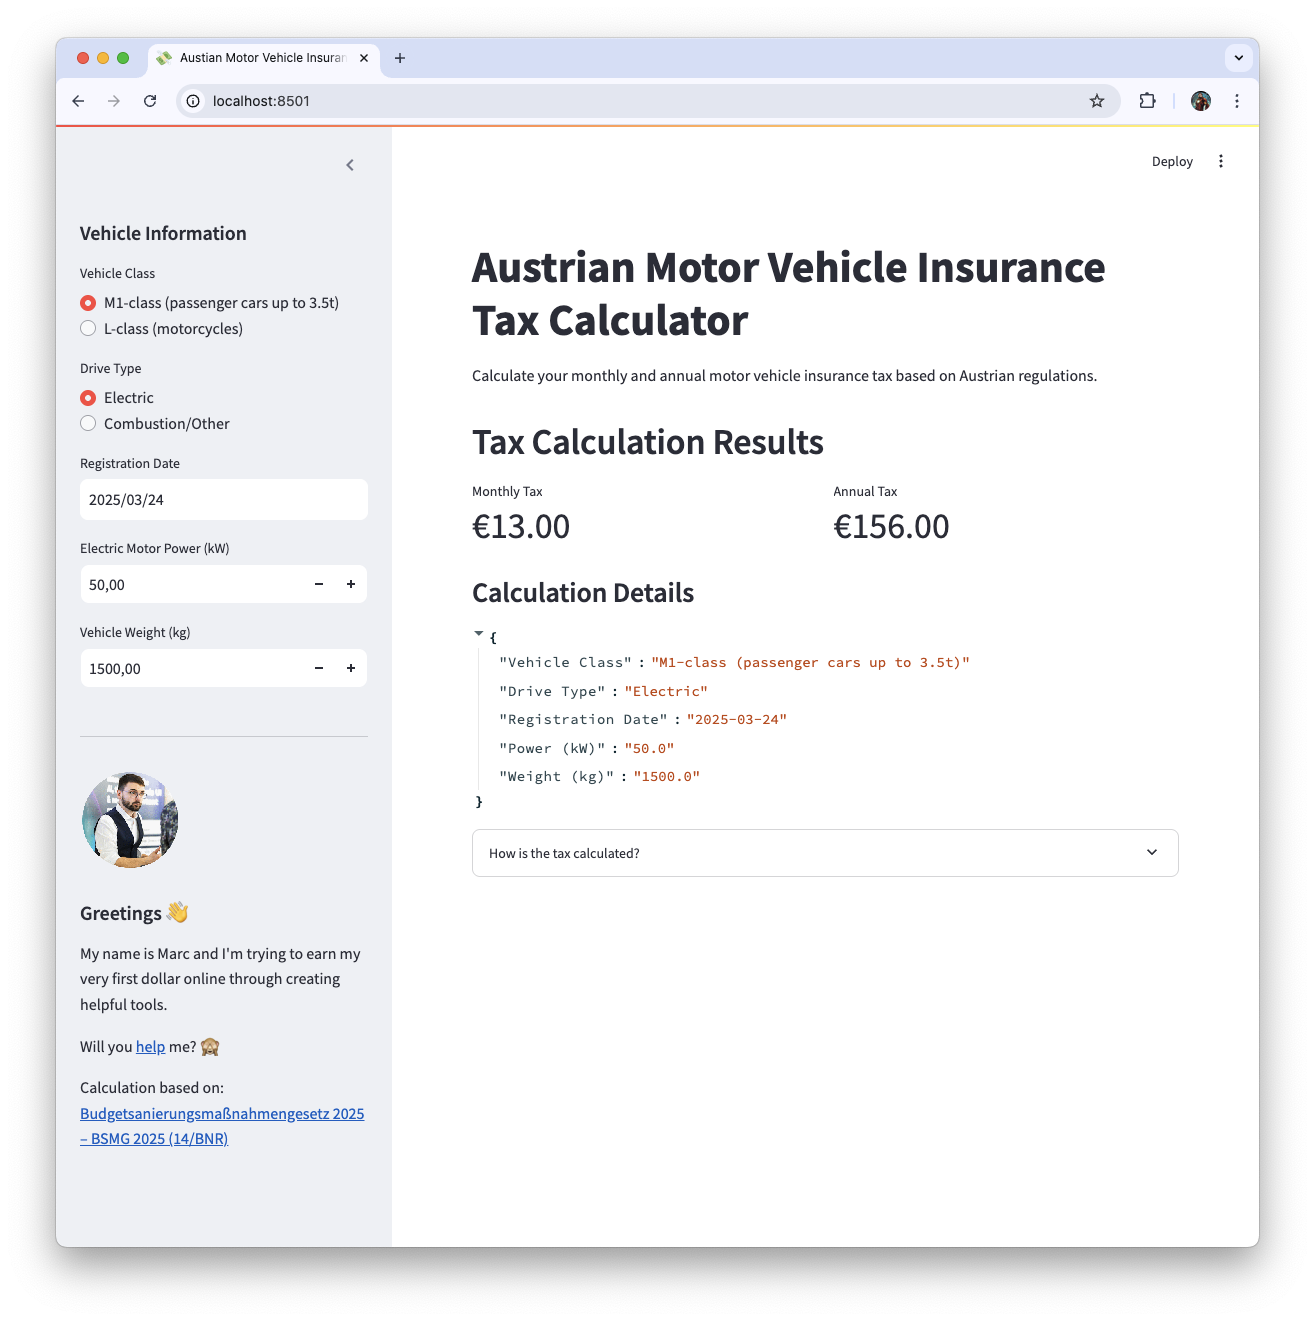 Austian Motor Vehicle Insuran
localhost:8501
Deploy
Vehicle Information
Vehicle Class
M1-class (passenger cars up to 3.5t)
L-class (motorcycles)
Drive Type
Electric
Combustion/Other
Registration Date
2025/03/24
Electric Motor Power (kW)
50,00
Vehicle Weight (kg)
1500,00
Greetings 👋
My name is Marc and I'm trying to earn my
very first dollar online through creating
helpful tools.
Will you help me? 🙈
Calculation based on:
Budgetsanierungsmaßnahmengesetz 2025
– BSMG 2025 (14/BNR)
Austrian Motor Vehicle Insurance
Tax Calculator
Calculate your monthly and annual motor vehicle insurance tax based on Austrian regulations.
Tax Calculation Results
Monthly Tax
€13.00
Annual Tax
€156.00
Calculation Details
{
"Vehicle Class" : "M1-class (passenger cars up to 3.5t)"
"Drive Type" : "Electric"
"Registration Date" : "2025-03-24"
"Power (kW)" : "50.0"
"Weight (kg)" : "1500.0"
}
How is the tax calculated?